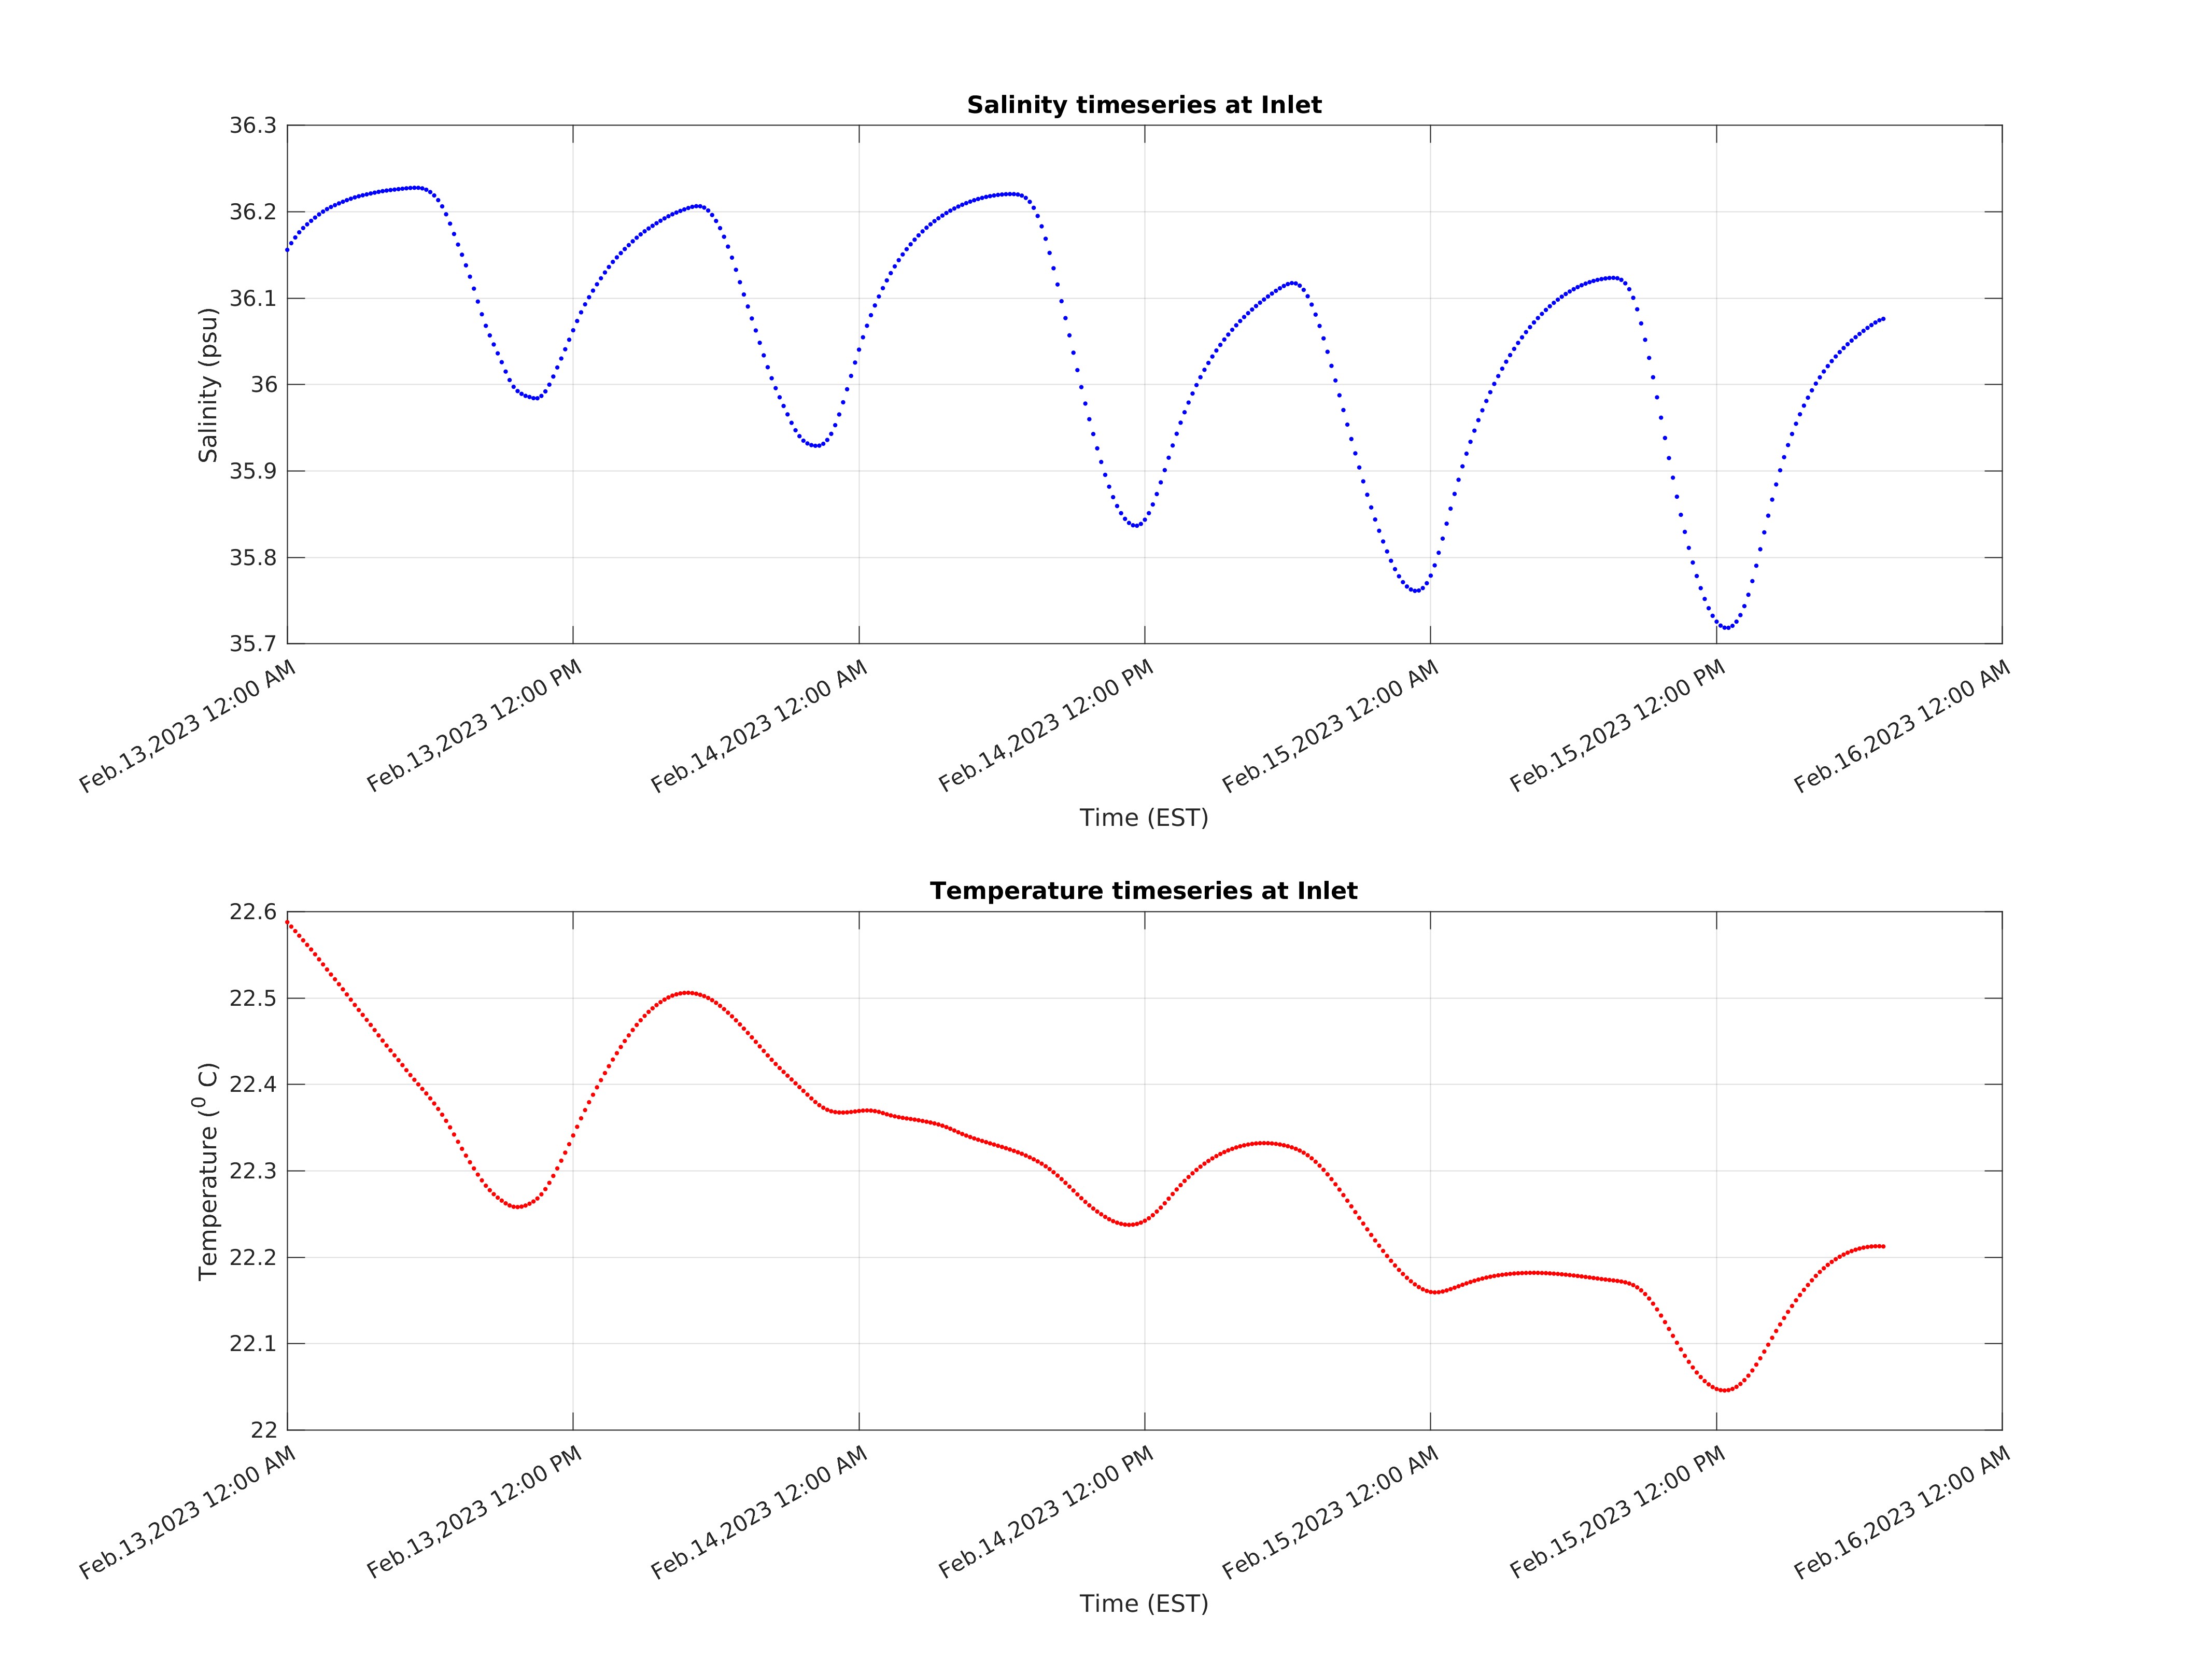 Salinity timeseries at Inlet
36.3
36.2
36.1
36
35.9
35.8
35.7
Salinity (psu)
Feb.13,2023 12:00 AM
Feb.13,2023 12:00 PM
Feb.14,2023 12:00 AM
Feb.14,2023 12:00 PM
Feb.15,2023 12:00 AM
Feb.15,2023 12:00 PM
Feb.16,2023 12:00 AM
Time (EST)
Temperature timeseries at Inlet
22.6
22.5
22.4
22.3
22.2
22.1
22
Temperature (⁰ C)
Feb.13,2023 12:00 AM
Feb.13,2023 12:00 PM
Feb.14,2023 12:00 AM
Feb.14,2023 12:00 PM
Feb.15,2023 12:00 AM
Feb.15,2023 12:00 PM
Feb.16,2023 12:00 AM
Time (EST)